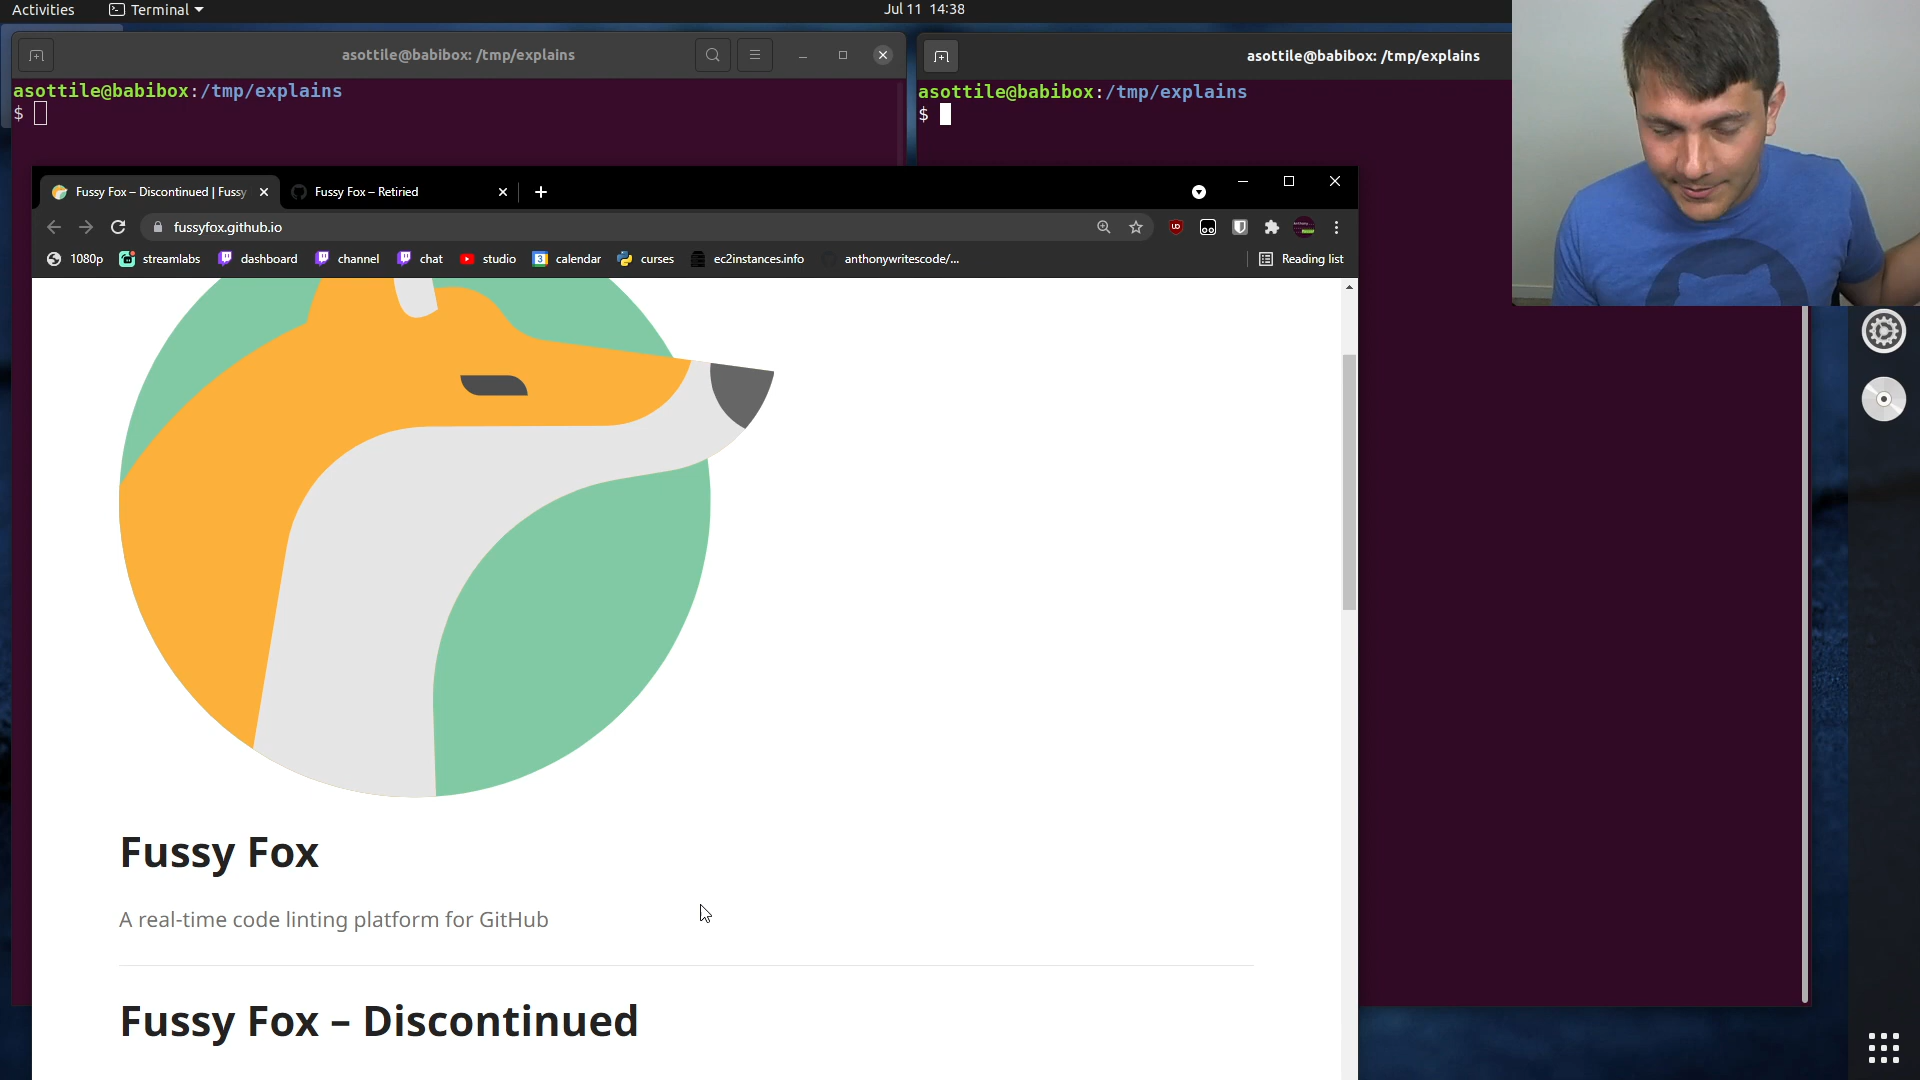 Activities
Terminal
Jul 11 14:38
asottile@babibox: /tmp/explains
asottile@babibox: /tmp/explains
asottile@babibox:/tmp/explains
$
asottile@babibox:/tmp/explains
$
Fussy Fox – Discontinued | Fussy
Fussy Fox – Retiried
fussyfox.github.io
1080p
streamlabs
dashboard
channel
chat
studio
calendar
curses
ec2instances.info
anthonywritescode/...
Reading list
Fussy Fox
A real-time code linting platform for GitHub
Fussy Fox – Discontinued